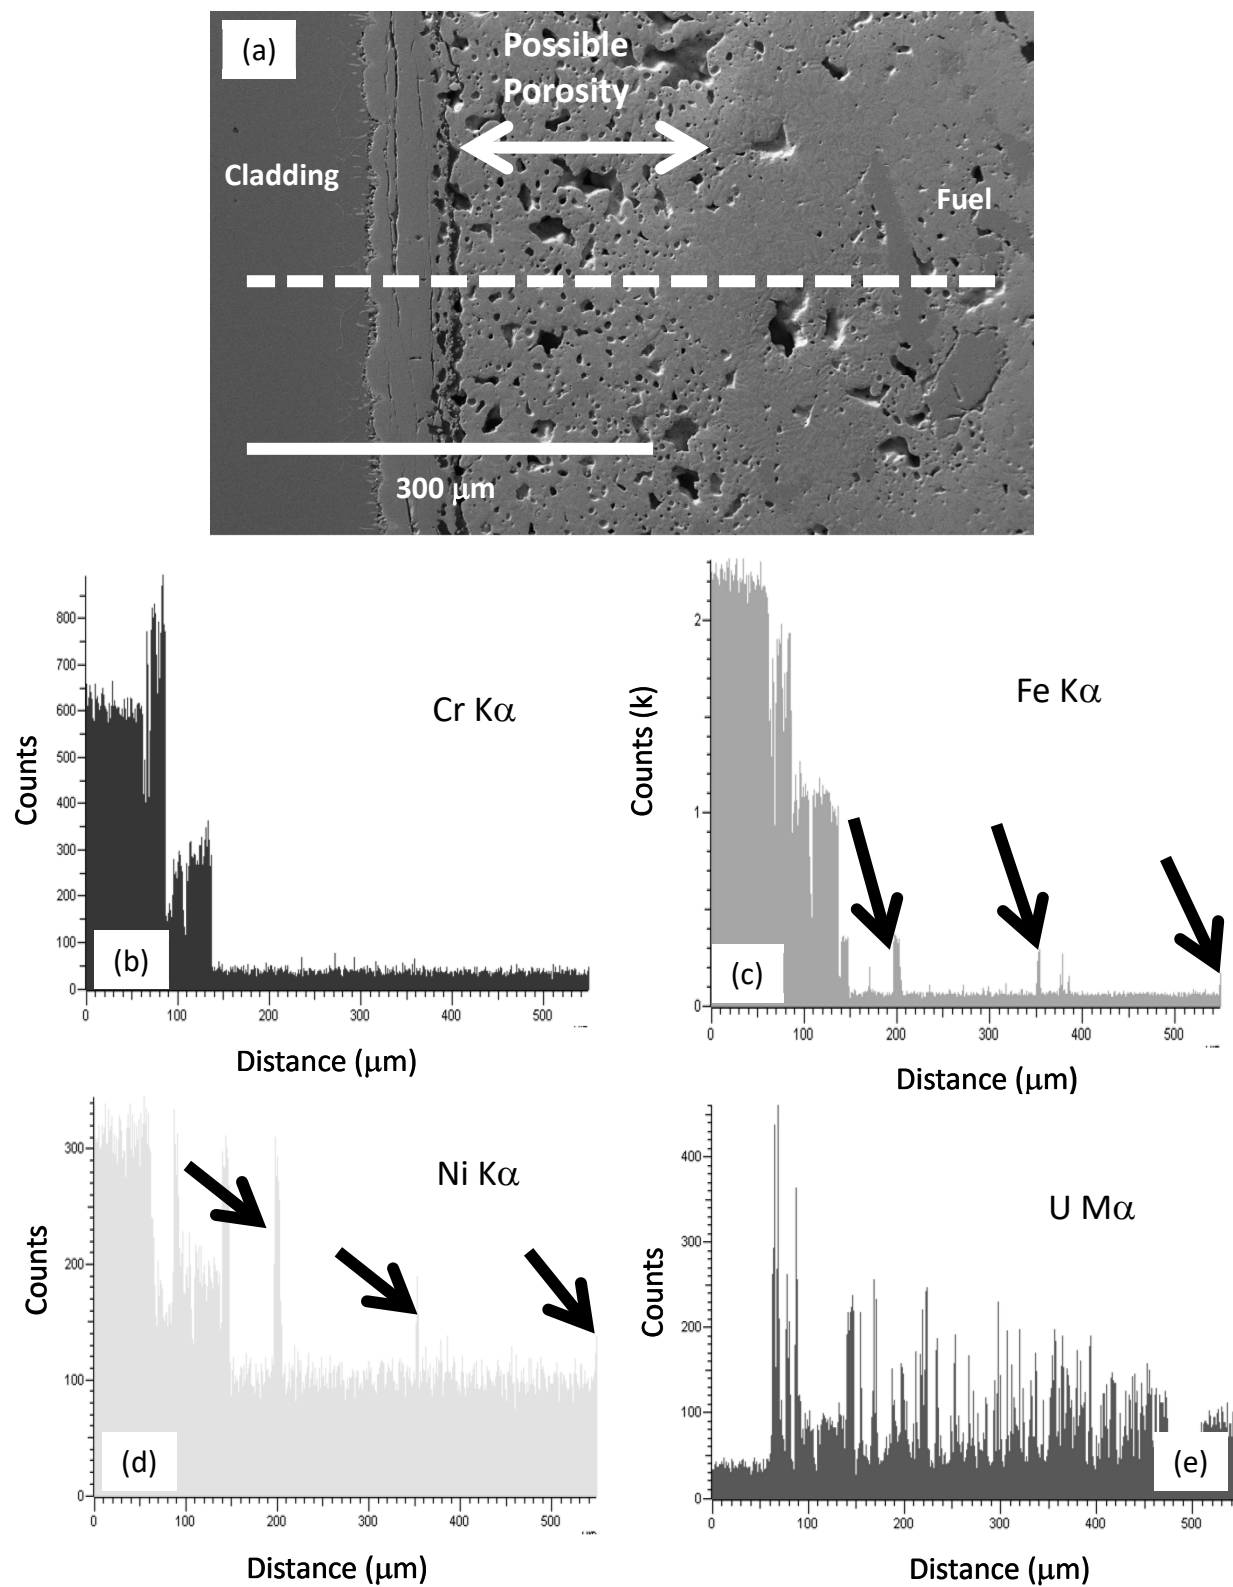 (a)
Possible
Porosity
Cladding
Fuel
300 μm
800
700
600
500
400
300
200
100
0
Counts
Cr Kα
(b)
0 100 200 300 400 500
Distance (μm)
2
1
0
Counts (k)
Fe Kα
(c)
0 100 200 300 400 500
Distance (μm)
300
200
100
0
Counts
Ni Kα
(d)
0 100 200 300 400 500
Distance (μm)
400
300
200
100
0
Counts
U Mα
(e)
0 100 200 300 400 500
Distance (μm)